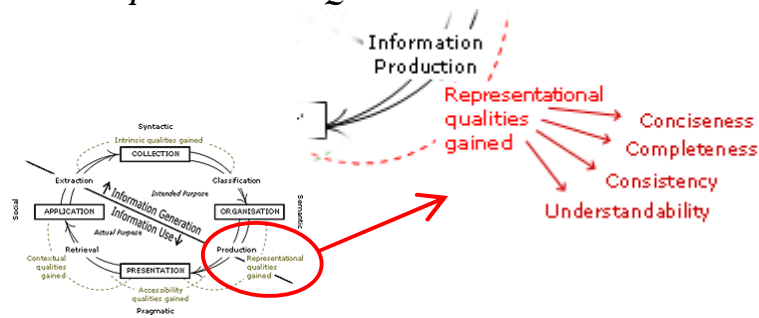 Information
Production
Representational
qualities
gained
Conciseness
Completeness
Consistency
Understandability
Syntactic
Intrinsic qualities gained
COLLECTION
Extraction
Classification
Intended Purpose
Information Generation
Information Use
Actual Purpose
Social
APPLICATION
ORGANISATION
Semantic
Retrieval
Production
Contextual
qualities
gained
PRESENTATION
Representational
qualities
gained
Accessibility
qualities gained
Pragmatic